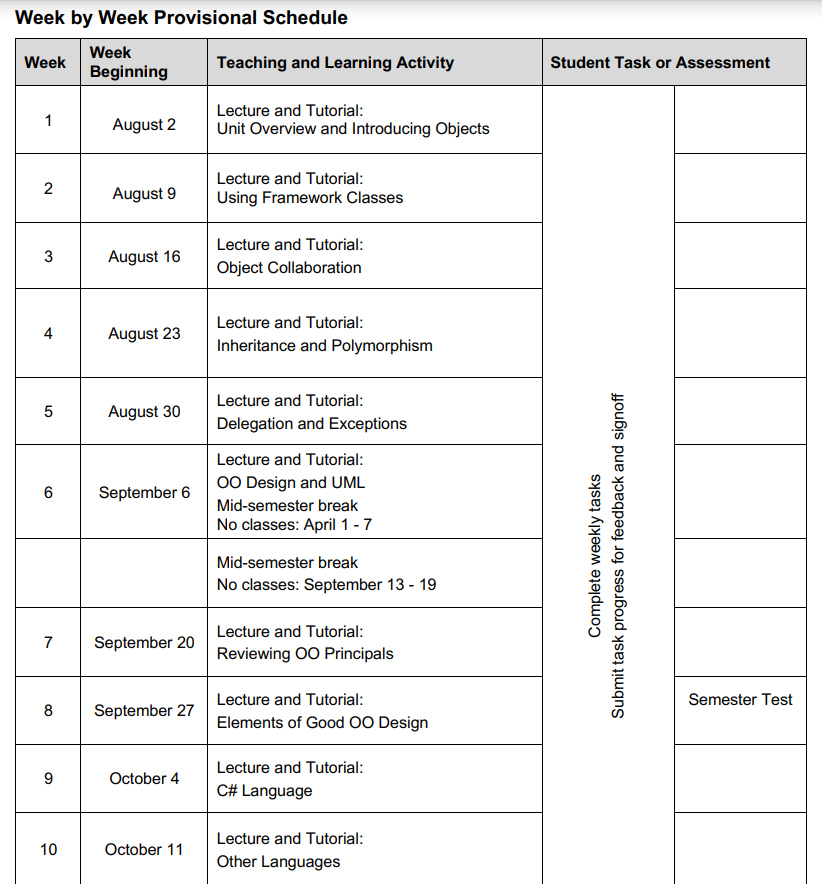 Week by Week Provisional Schedule
Week
Week
Beginning
Teaching and Learning Activity
Student Task or Assessment
1
August 2
Lecture and Tutorial:
Unit Overview and Introducing Objects
2
August 9
Lecture and Tutorial:
Using Framework Classes
3
August 16
Lecture and Tutorial:
Object Collaboration
4
August 23
Lecture and Tutorial:
Inheritance and Polymorphism
5
August 30
Lecture and Tutorial:
Delegation and Exceptions
6
September 6
Lecture and Tutorial:
OO Design and UML
Mid-semester break
No classes: April 1 - 7
Mid-semester break
No classes: September 13 - 19
7
September 20
Lecture and Tutorial:
Reviewing OO Principals
8
September 27
Lecture and Tutorial:
Elements of Good OO Design
Semester Test
9
October 4
Lecture and Tutorial:
C# Language
10
October 11
Lecture and Tutorial:
Other Languages
Complete weekly tasks
Submit task progress for feedback and signoff